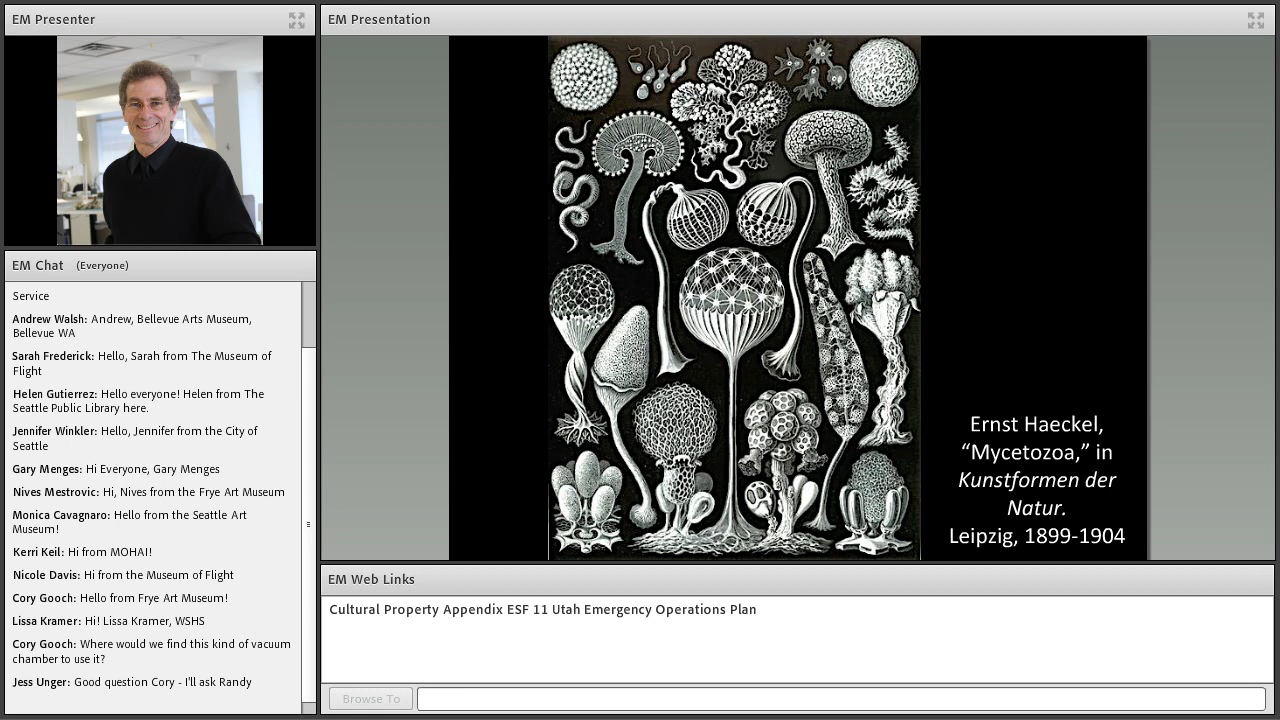 EM Presenter
EM Chat (Everyone)
Service
Andrew Walsh: Andrew, Bellevue Arts Museum,
Bellevue WA
Sarah Frederick: Hello, Sarah from The Museum of
Flight
Helen Gutierrez: Hello everyone! Helen from The
Seattle Public Library here.
Jennifer Winkler: Hello, Jennifer from the City of
Seattle
Gary Menges: Hi Everyone, Gary Menges
Nives Mestrovic: Hi, Nives from the Frye Art Museum
Monica Cavagnaro: Hello from the Seattle Art
Museum!
Kerri Keil: Hi from MOHAI!
Nicole Davis: Hi from the Museum of Flight
Cory Gooch: Hello from Frye Art Museum!
Lissa Kramer: Hi! Lissa Kramer, WSHS
Cory Gooch: Where would we find this kind of vacuum
chamber to use it?
Jess Unger: Good question Cory - I'll ask Randy
EM Presentation
Ernst Haeckel,
“Mycetozoa,” in
Kunstformen der
Natur.
Leipzig, 1899-1904
EM Web Links
Cultural Property Appendix ESF 11 Utah Emergency Operations Plan
Browse To